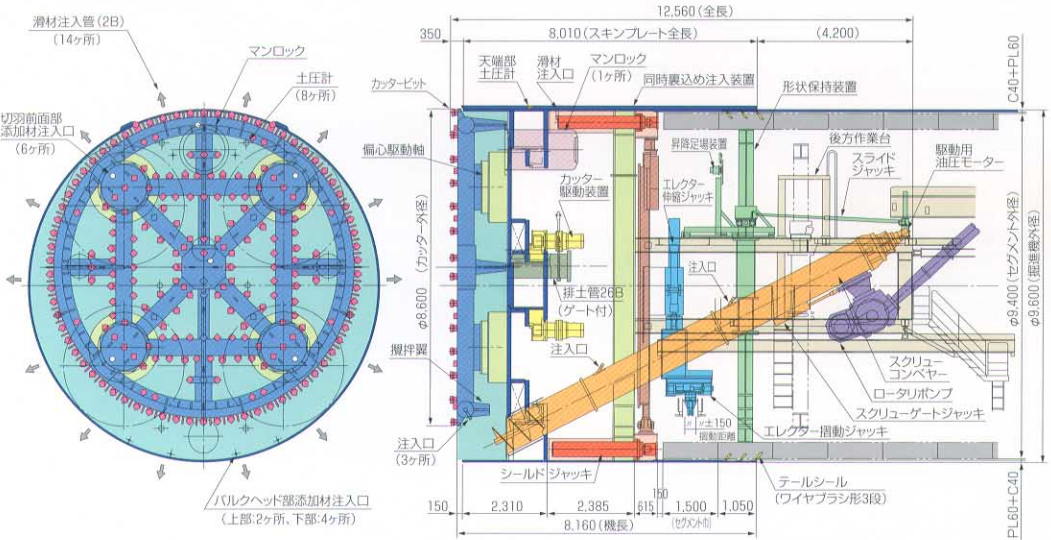 滑材注入管(2B)
(14ヶ所)
マンロック
土圧計
(8ヶ所)
切羽前面部
添加材注入口
(6ヶ所)
バルクヘッド部添加材注入口
(上部:2ヶ所、下部:4ヶ所)
12,560(全長)
350
8,010(スキンプレート全長)
(4,200)
カッタービット
天端部
土圧計
滑材
注入口
マンロック
(1ヶ所)
同時裏込め注入装置
形状保持装置
C40+PL60
偏心駆動軸
カッター
駆動装置
昇降足場装置
エレクター
伸縮ジャッキ
後方作業台
スライド
ジャッキ
駆動用
油圧モーター
φ8,600(カッター外径)
排土管26B
(ゲート付)
注入口
注入口
φ9,400(セグメント外径)
φ9,600(掘進機外径)
攪拌翼
スクリュー
コンベヤー
ロータリポンプ
スクリューゲートジャッキ
エレクター摺動ジャッキ
〃 〃±150
摺動距離
注入口
(3ヶ所)
シールドジャッキ
テールシール
(ワイヤブラシ形3段)
150
2,310
2,385
615
150
1,500
(セグメント巾)
1,050
8,160(機長)
PL60+C40